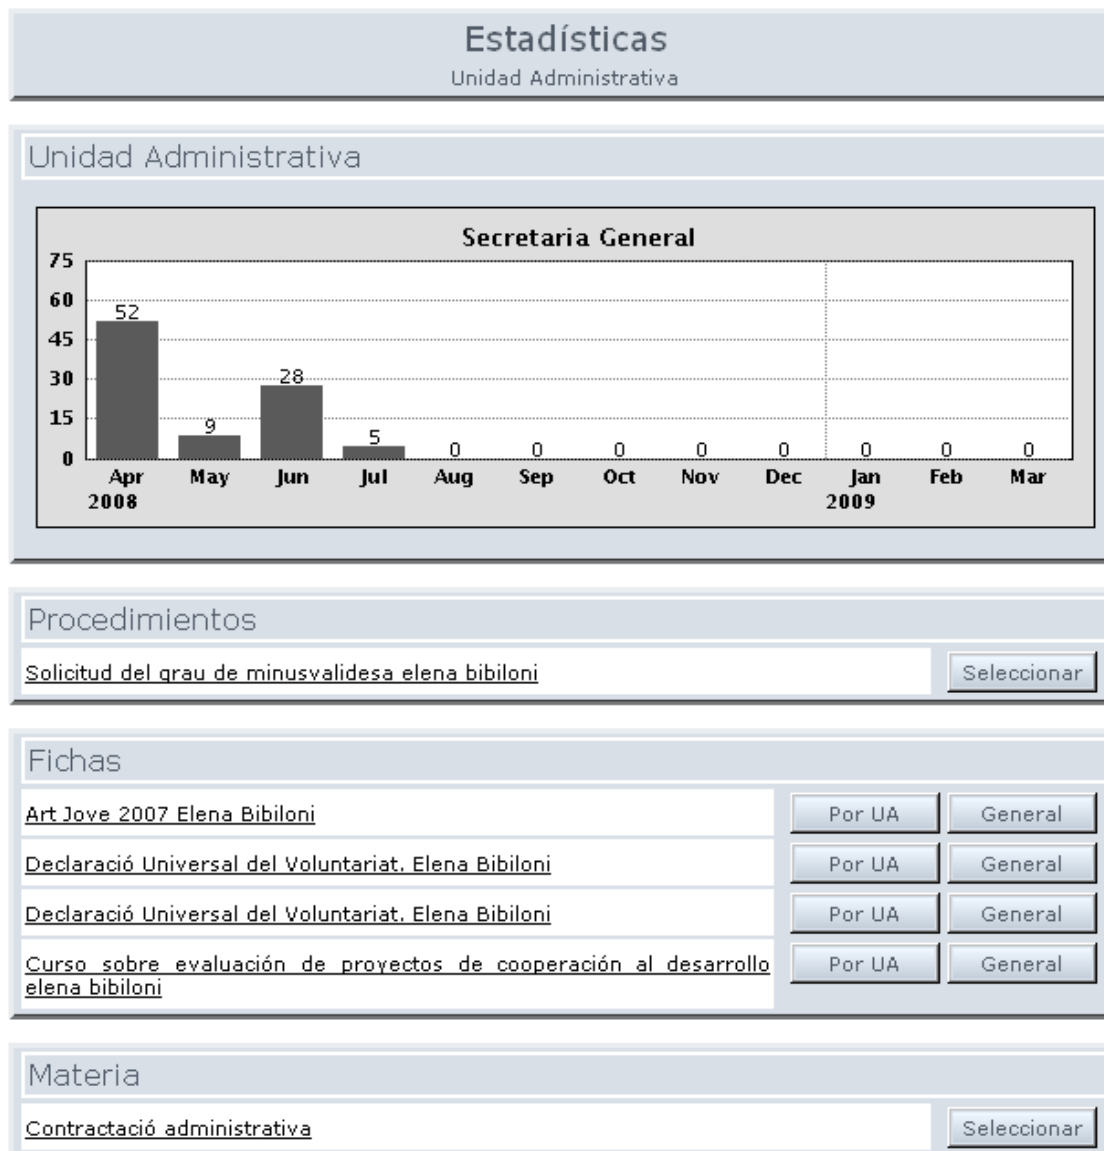 Estadísticas
Unidad Administrativa
Unidad Administrativa
Secretaria General
75
60
45
30
15
0
52
9
28
5
0
0
0
0
0
0
0
0
Apr May Jun Jul Aug Sep Oct Nov Dec Jan Feb Mar
2008 2009
Procedimientos
Solicitud del grau de minusvalidesa elena bibiloni Seleccionar
Fichas
Art Jove 2007 Elena Bibiloni Por UA General
Declaració Universal del Voluntariat. Elena Bibiloni Por UA General
Declaració Universal del Voluntariat. Elena Bibiloni Por UA General
Curso sobre evaluación de proyectos de cooperación al desarrollo Por UA General
elena bibiloni
Materia
Contractació administrativa Seleccionar